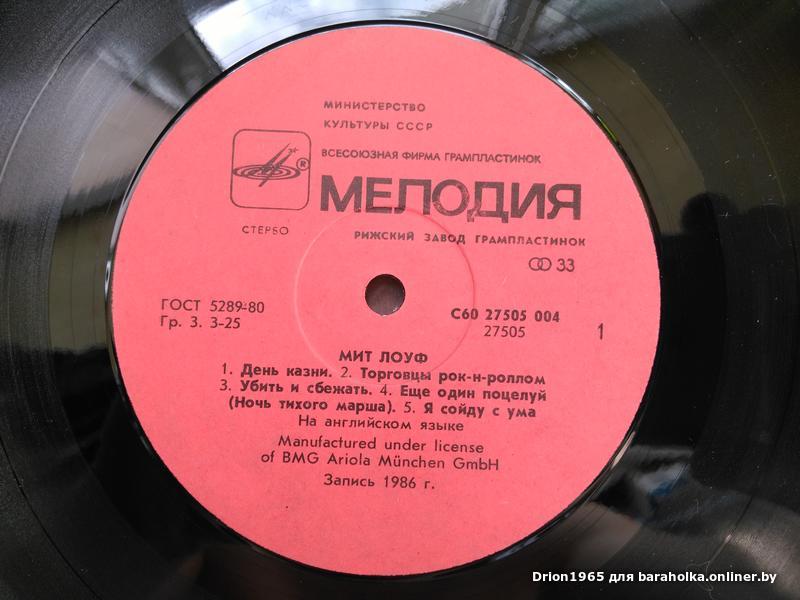 МИНИСТЕРСТВО
КУЛЬТУРЫ СССР
ВСЕСОЮЗНАЯ ФИРМА ГРАМПЛАСТИНОК
®
МЕЛОДИЯ
СТЕРЕО
РИЖСКИЙ ЗАВОД ГРАМПЛАСТИНОК
33
ГОСТ 5289-80
Гр. 3. 3-25
С60 27505 004
27505
1
МИТ ЛОУФ
1. День казни. 2. Торговцы рок-н-роллом
3. Убить и сбежать. 4. Еще один поцелуй
(Ночь тихого марша). 5. Я сойду с ума
На английском языке
Manufactured under license
of BMG Ariola München GmbH
Запись 1986 г.
Drion1965 для baraholka.onliner.by